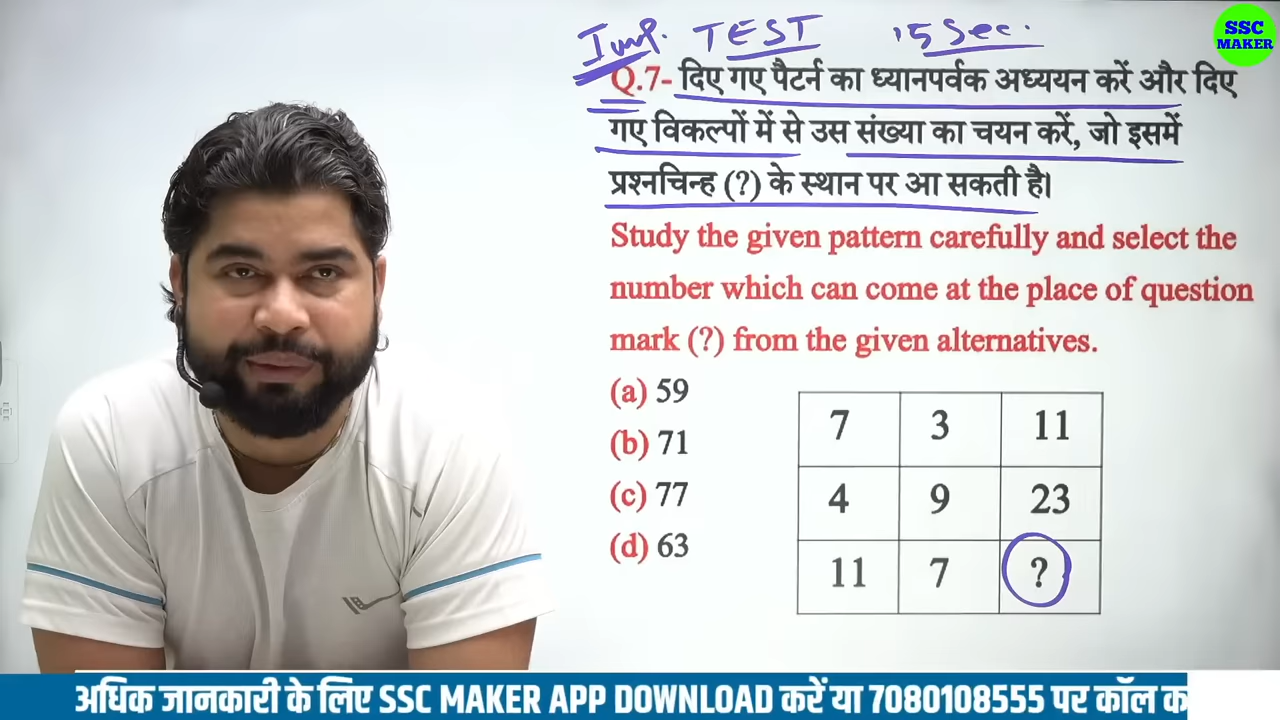 Imp. TEST 15 Sec.
SSC
MAKER
Q.7- दिए गए पैटर्न का ध्यानपर्वक अध्ययन करें और दिए
गए विकल्पों में से उस संख्या का चयन करें, जो इसमें
प्रश्नचिन्ह (?) के स्थान पर आ सकती है।
Study the given pattern carefully and select the
number which can come at the place of question
mark (?) from the given alternatives.
(a) 59
(b) 71
(c) 77
(d) 63
7 3 11
4 9 23
11 7 ?
अधिक जानकारी के लिए SSC MAKER APP DOWNLOAD करें या 7080108555 पर कॉल क